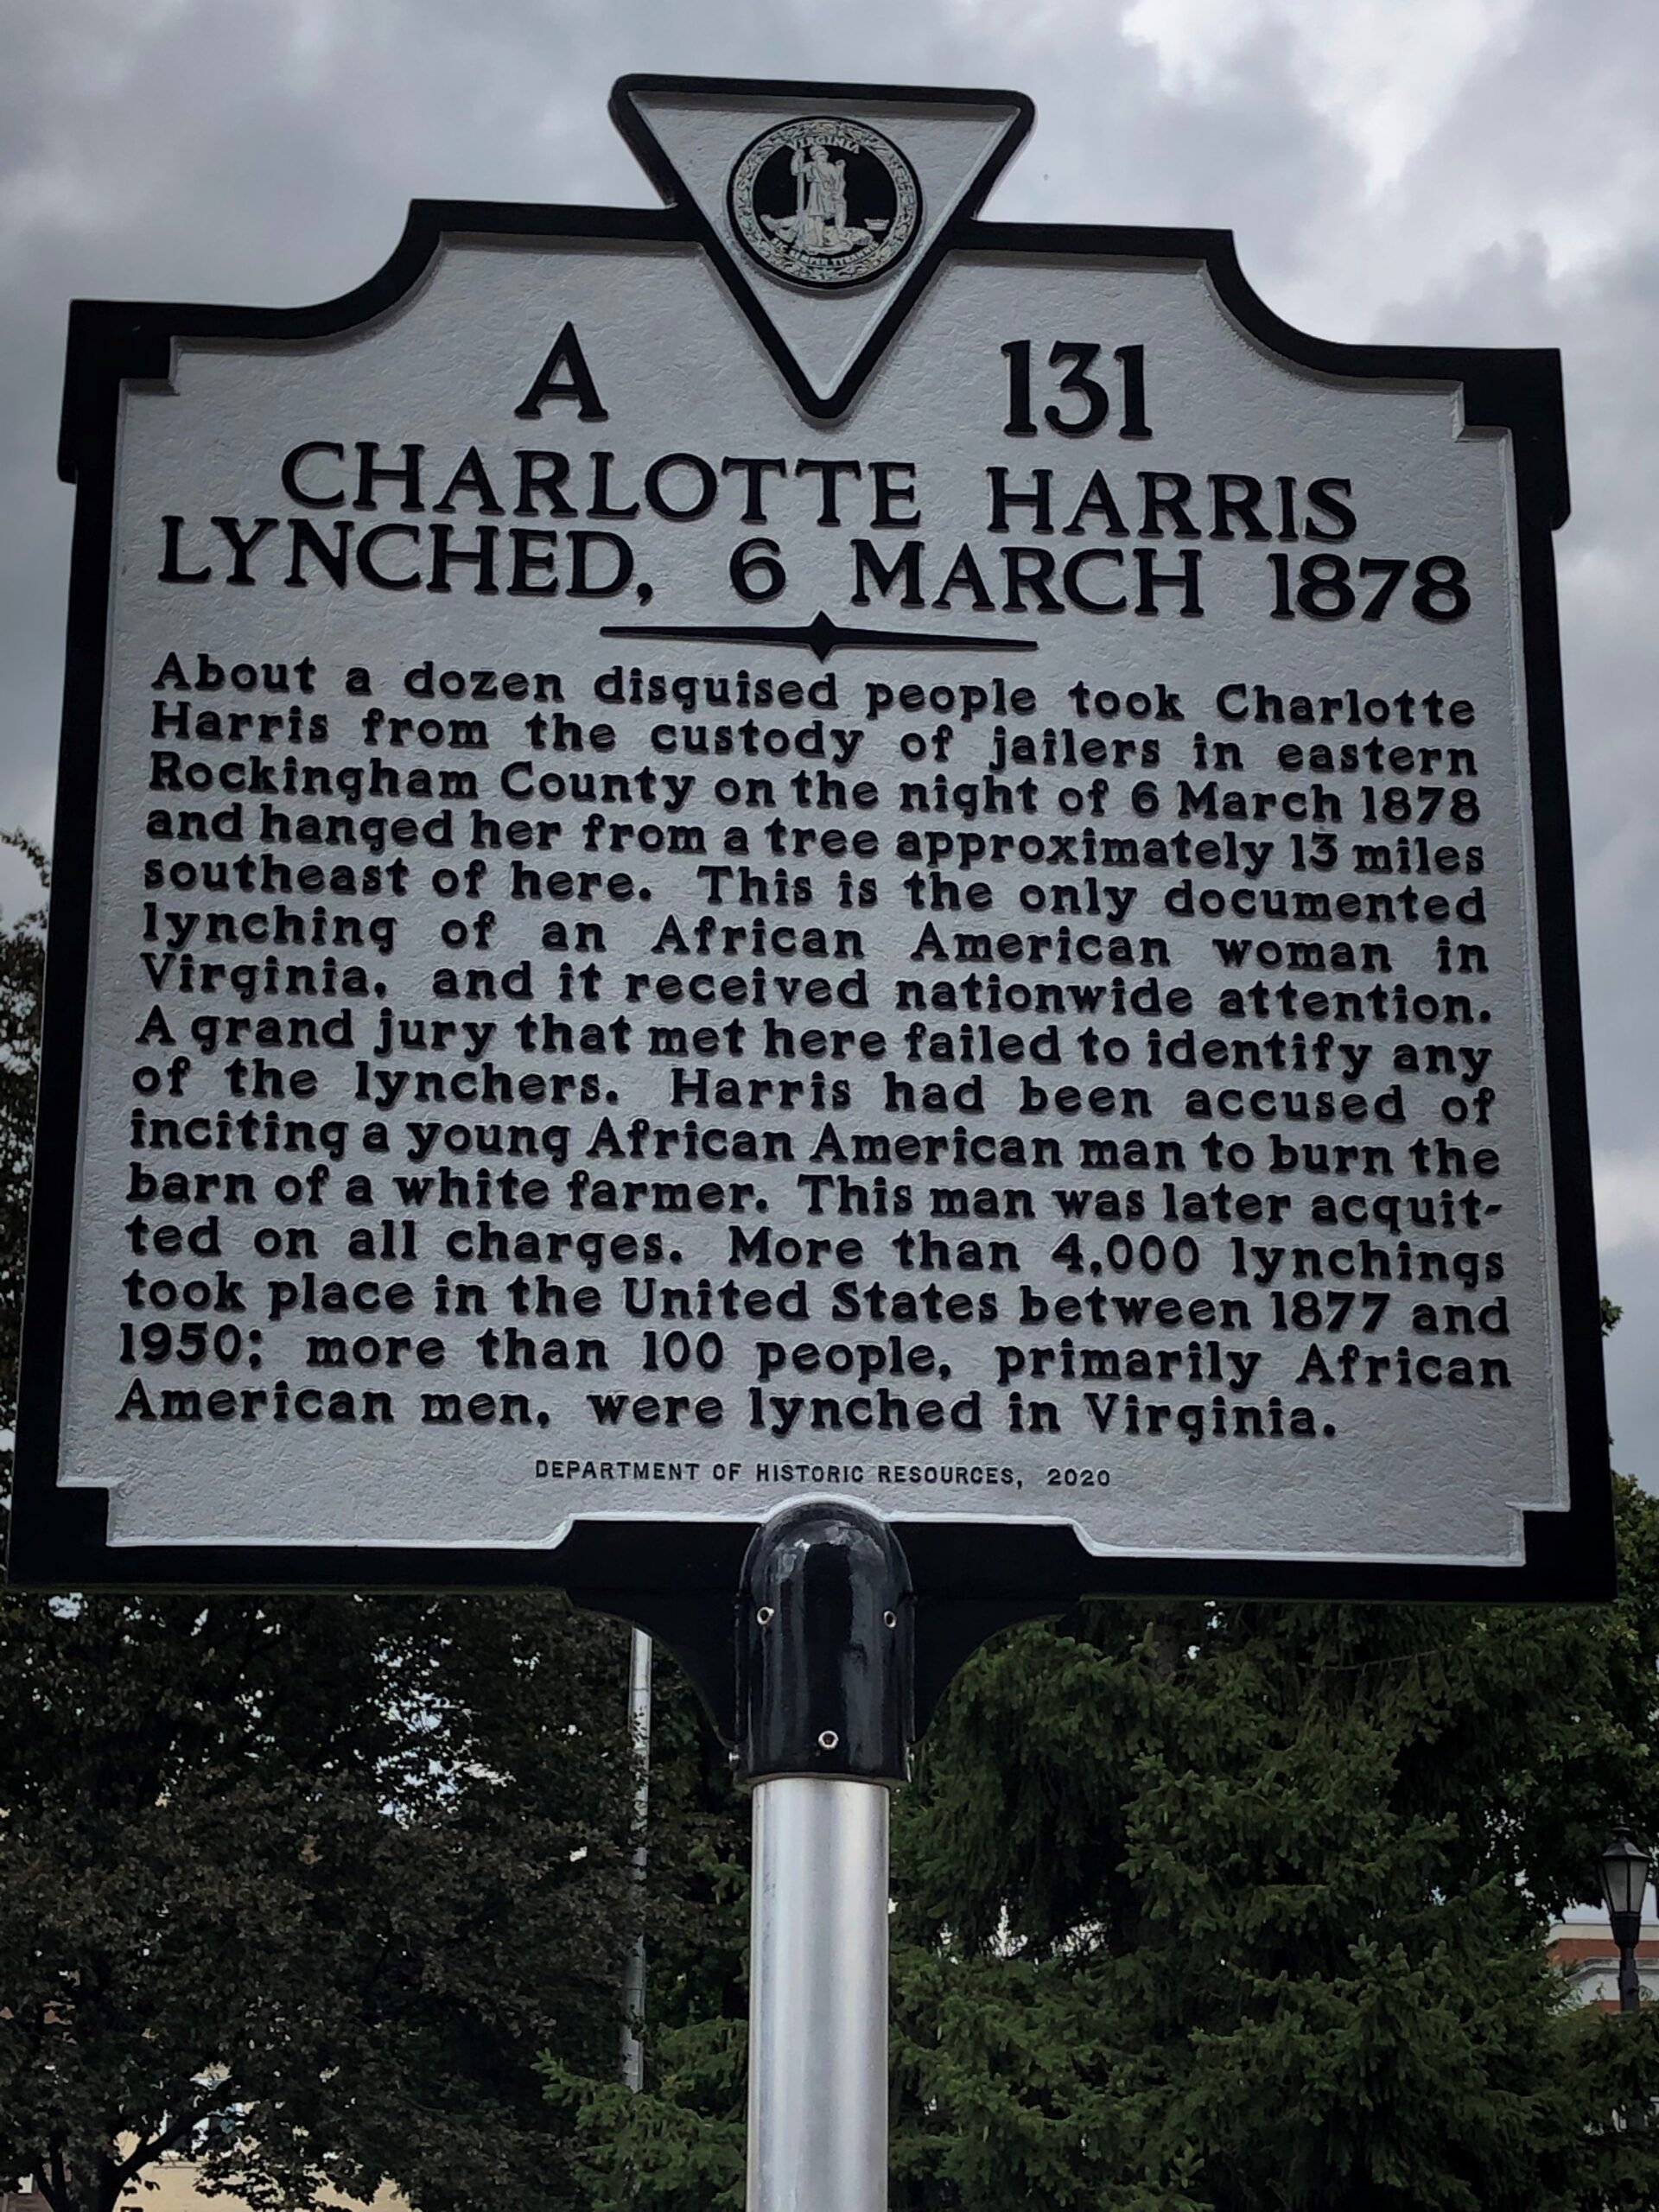 VIRGINIA
SIC SEMPER TYRANNIS
A 131
CHARLOTTE HARRIS
LYNCHED, 6 MARCH 1878
About a dozen disguised people took Charlotte
Harris from the custody of jailers in eastern
Rockingham County on the night of 6 March 1878
and hanged her from a tree approximately 13 miles
southeast of here. This is the only documented
lynching of an African American woman in
Virginia, and it received nationwide attention.
A grand jury that met here failed to identify any
of the lynchers. Harris had been accused of
inciting a young African American man to burn the
barn of a white farmer. This man was later acquit-
ted on all charges. More than 4,000 lynchings
took place in the United States between 1877 and
1950; more than 100 people, primarily African
American men, were lynched in Virginia.
DEPARTMENT OF HISTORIC RESOURCES, 2020